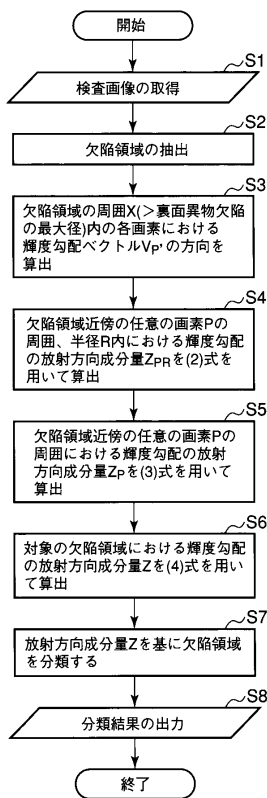 開始
S1
検査画像の取得
S2
欠陥領域の抽出
S3
欠陥領域の周囲X(>裏面異物欠陥
の最大径)内の各画素における
輝度勾配ベクトルVP'の方向を
算出
S4
欠陥領域近傍の任意の画素Pの
周囲、半径R内における輝度勾配
の放射方向成分量ZPRを(2)式を
用いて算出
S5
欠陥領域近傍の任意の画素Pの
周囲における輝度勾配の放射
方向成分量ZPを(3)式を用いて
算出
S6
対象の欠陥領域における輝度勾配
の放射方向成分量Zを(4)式を用い
て算出
S7
放射方向成分量Zを基に欠陥領域
を分類する
S8
分類結果の出力
終了